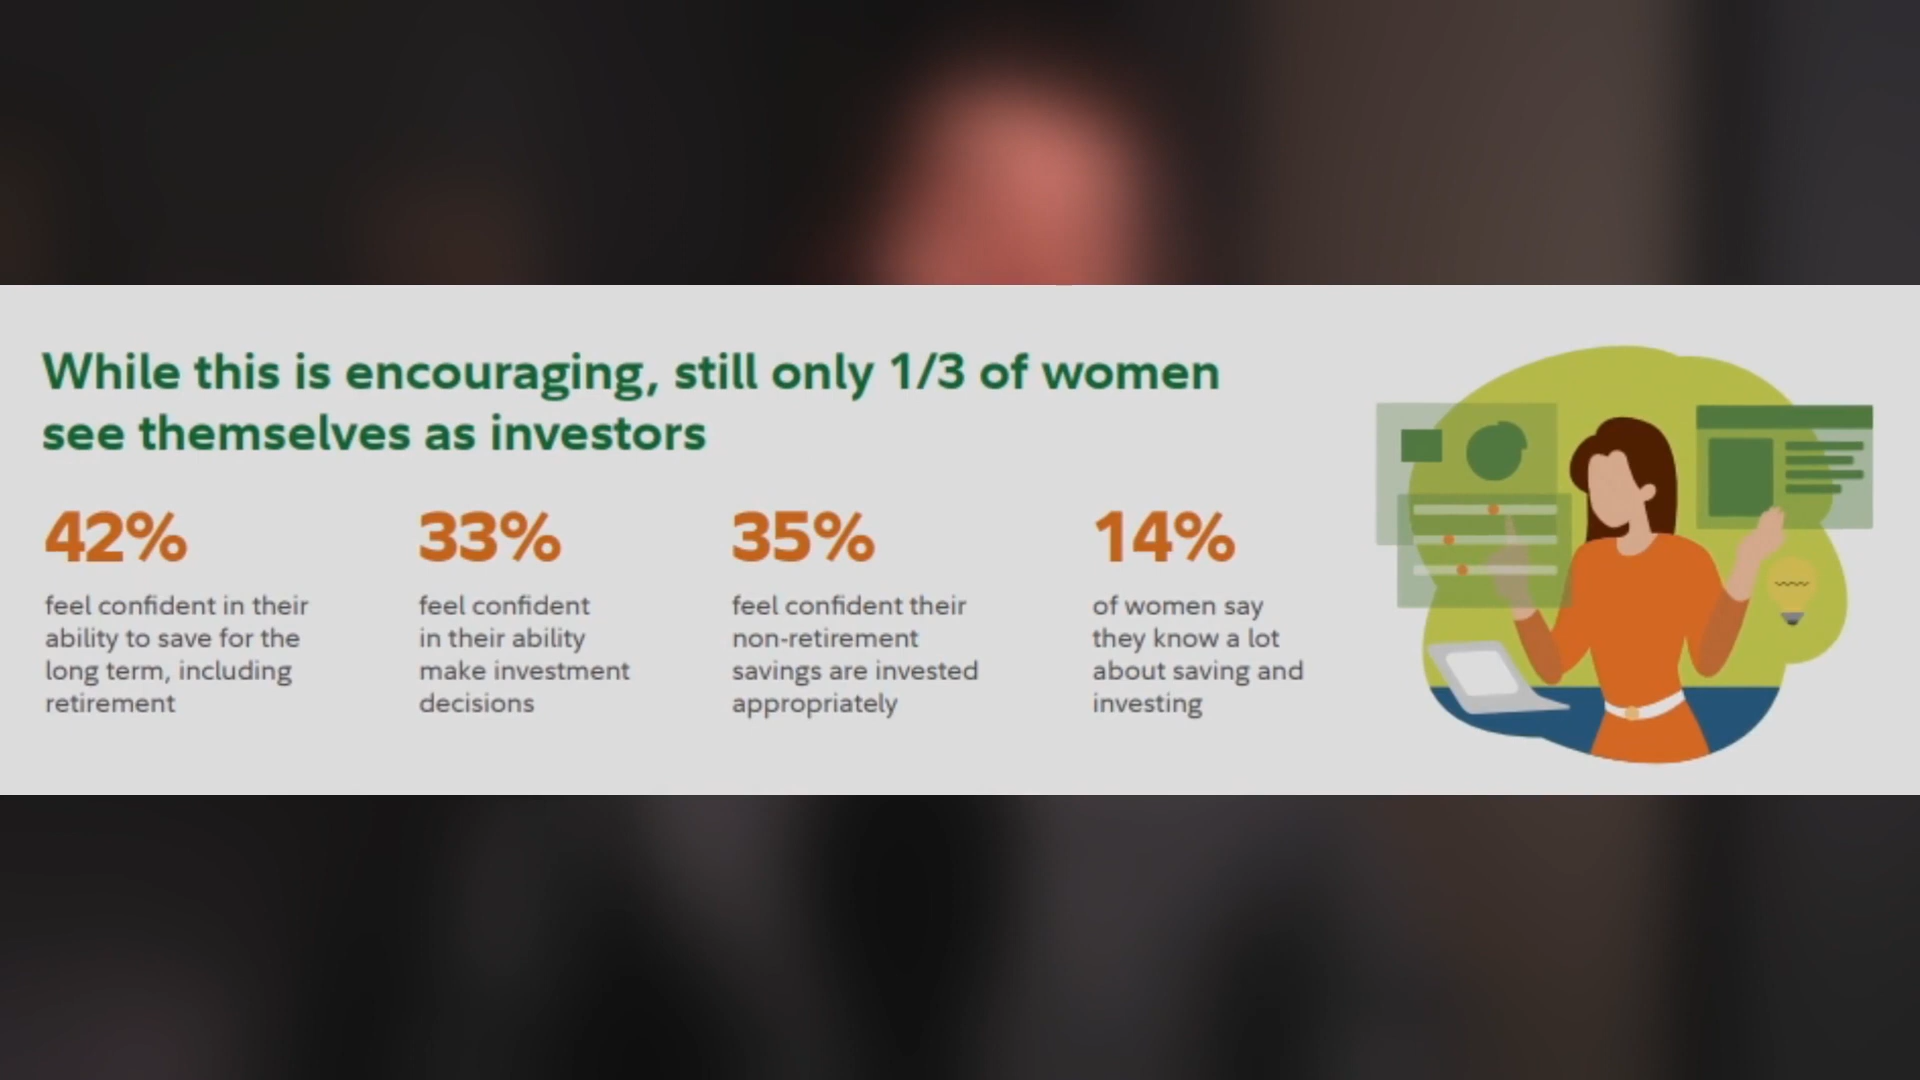 While this is encouraging, still only 1/3 of women
see themselves as investors
42%
feel confident in their
ability to save for the
long term, including
retirement
33%
feel confident
in their ability
make investment
decisions
35%
feel confident their
non-retirement
savings are invested
appropriately
14%
of women say
they know a lot
about saving and
investing